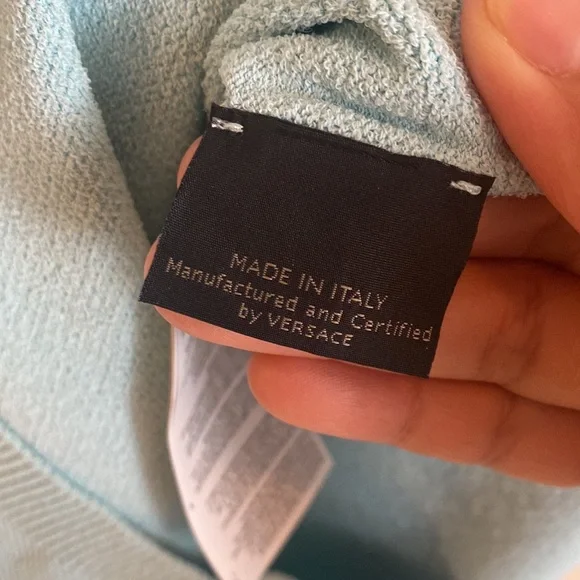 MADE IN ITALY
Manufactured and Certified
by VERSACE